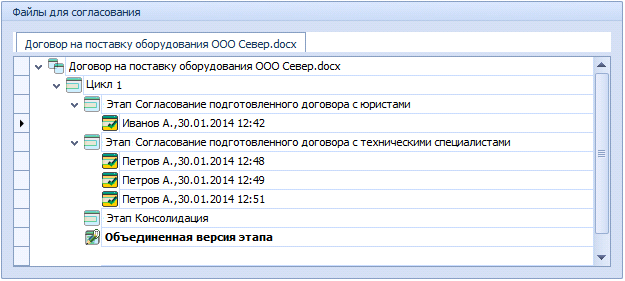 Файлы для согласования
Договор на поставку оборудования ООО Север.docx
Договор на поставку оборудования ООО Север.docx
Цикл 1
Этап Согласование подготовленного договора с юристами
Иванов А.,30.01.2014 12:42
Этап Согласование подготовленного договора с техническими специалистами
Петров А.,30.01.2014 12:48
Петров А.,30.01.2014 12:49
Петров А.,30.01.2014 12:51
Этап Консолидация
Объединенная версия этапа